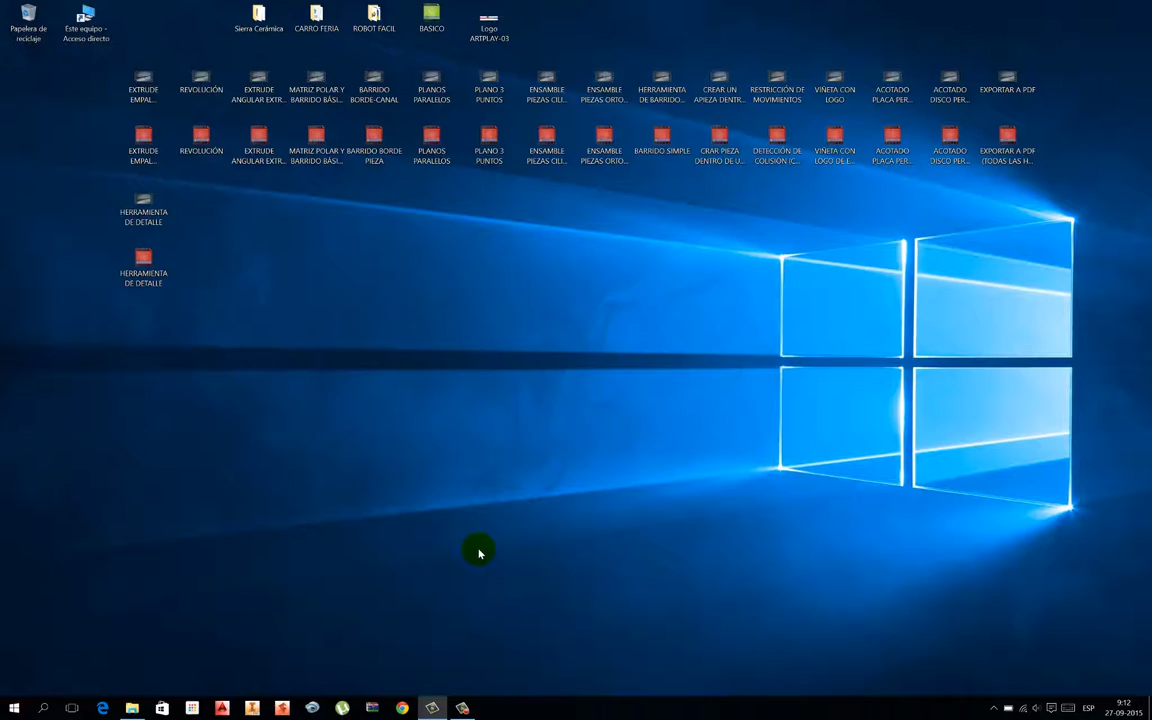 Papelera de
reciclaje
Este equipo -
Acceso directo
Sierra Cerámica
CARRO FERIA
ROBOT FACIL
BASICO
Logo
ARTPLAY-03
EXTRUDE
EMPAL...
REVOLUCIÓN
EXTRUDE
ANGULAR EXTR...
MATRIZ POLAR Y
BARRIDO BÁSI...
BARRIDO
BORDE-CANAL
PLANOS
PARALELOS
PLANO 3
PUNTOS
ENSAMBLE
PIEZAS CILI...
ENSAMBLE
PIEZAS ORTO...
HERRAMIENTA
DE BARRIDO...
CREAR UN
APIEZA DENTR...
RESTRICCIÓN DE
MOVIMIENTOS
VIÑETA CON
LOGO
ACOTADO
PLACA PER...
ACOTADO
DISCO PER...
EXPORTAR A PDF
EXTRUDE
EMPAL...
REVOLUCIÓN
EXTRUDE
ANGULAR EXTR...
MATRIZ POLAR Y
BARRIDO BÁSI...
BARRIDO BORDE
PIEZA
PLANOS
PARALELOS
PLANO 3
PUNTOS
ENSAMBLE
PIEZAS CILI...
ENSAMBLE
PIEZAS ORTO...
BARRIDO SIMPLE
CRAR PIEZA
DENTRO DE U...
DETECCIÓN DE
COLISIÓN (C...
VIÑETA CON
LOGO DE E...
ACOTADO
PLACA PER...
ACOTADO
DISCO PER...
EXPORTAR A PDF
(TODAS LAS H...
HERRAMIENTA
DE DETALLE
HERRAMIENTA
DE DETALLE
ESP
9:12
27-09-2015